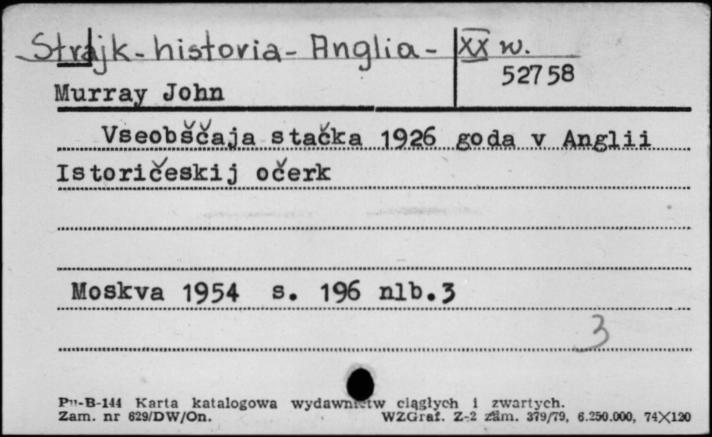 Strajk - historia - Anglia - XX w.
52758
Murray John
Vseobščaja stačka 1926 goda v Anglii
Istoričeskij očerk
Moskva 1954 s. 196 nlb.3
3
Pu-B-144 Karta katalogowa wydawnictw ciągłych i zwartych.
Zam. nr 629/DW/On. WZGraf. Z-2 zam. 379/79, 6.250.000, 74X120